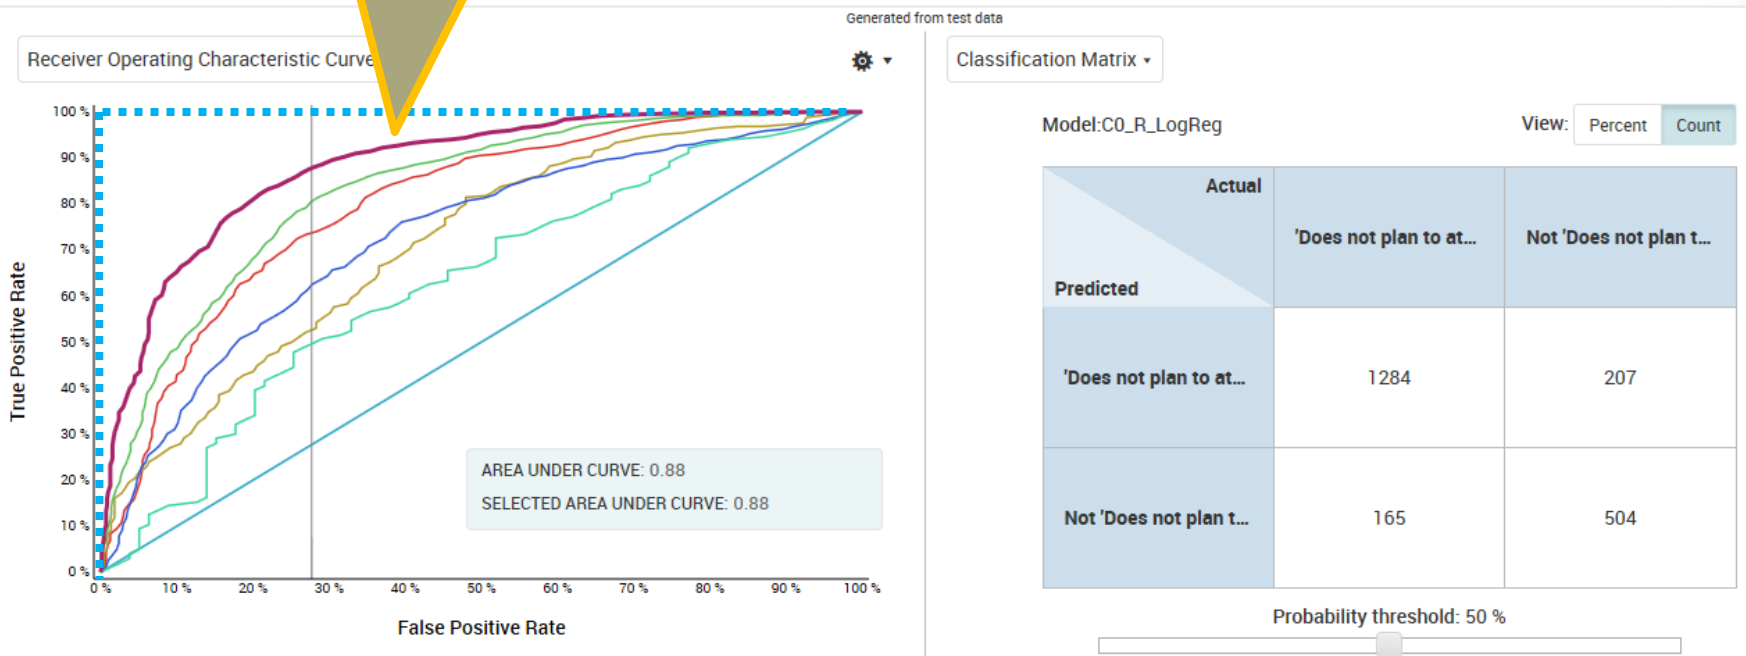 Generated from test data
Receiver Operating Characteristic Curve
Classification Matrix
100 %
90 %
80 %
70 %
60 %
50 %
40 %
30 %
20 %
10 %
0 %
True Positive Rate
0 %
10 %
20 %
30 %
40 %
50 %
60 %
70 %
80 %
90 %
100 %
False Positive Rate
AREA UNDER CURVE: 0.88
SELECTED AREA UNDER CURVE: 0.88
Model:C0_R_LogReg
View: Percent Count
Actual
Predicted
'Does not plan to at... Not 'Does not plan t...
'Does not plan to at... 1284 207
Not 'Does not plan t... 165 504
Probability threshold: 50 %